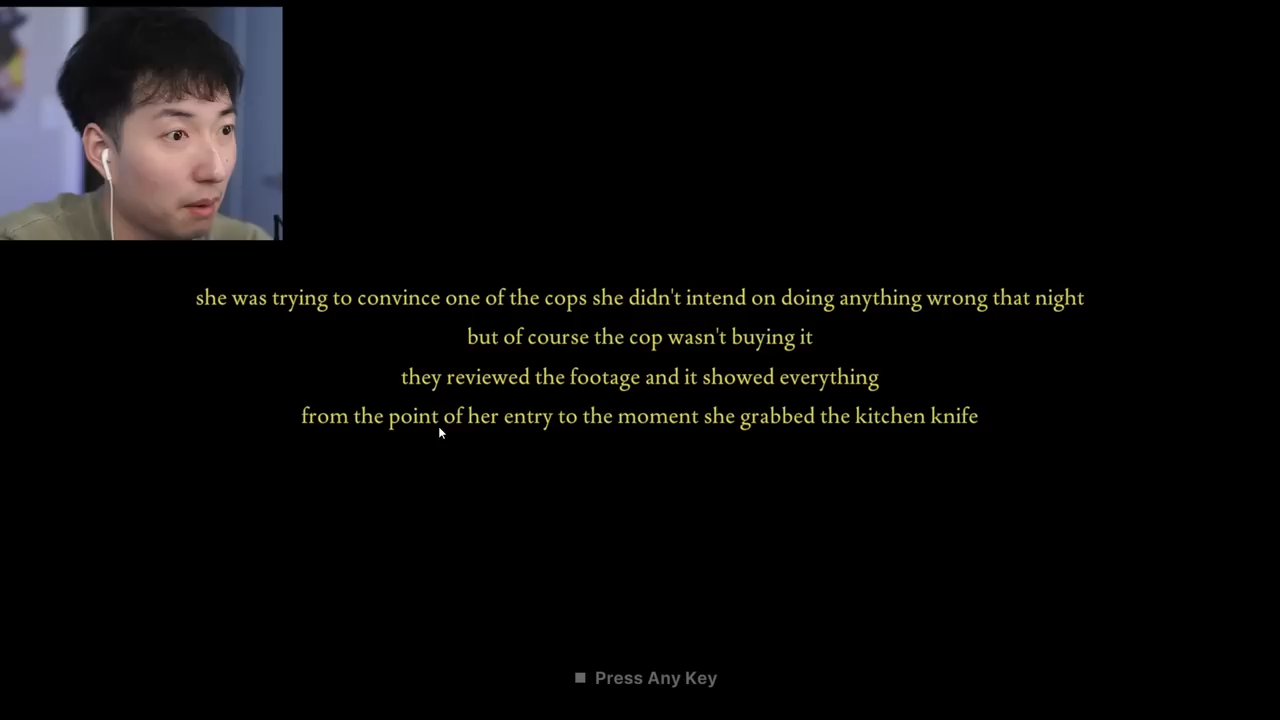 she was trying to convince one of the cops she didn't intend on doing anything wrong that night
but of course the cop wasn't buying it
they reviewed the footage and it showed everything
from the point of her entry to the moment she grabbed the kitchen knife
Press Any Key